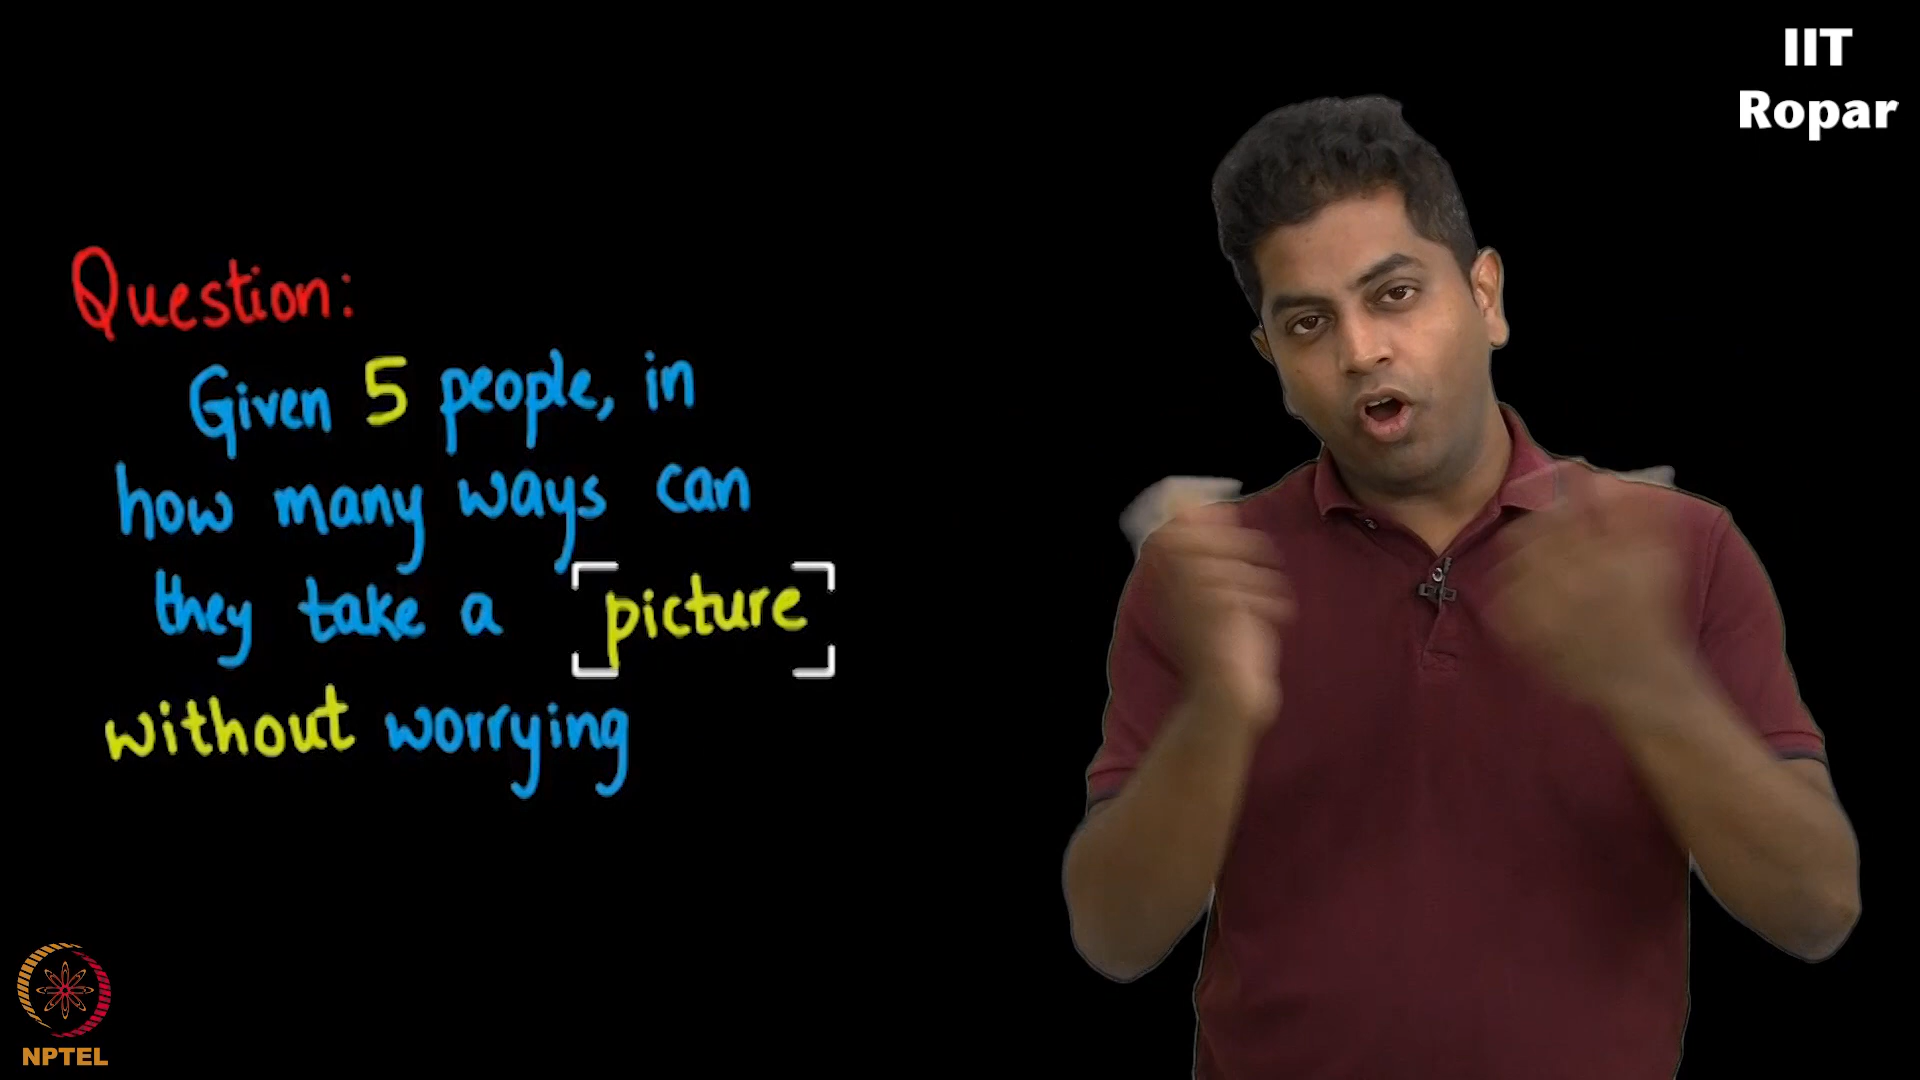 IIT
Ropar
Question:
Given 5 people, in
how many ways can
they take a picture
without worrying
NPTEL